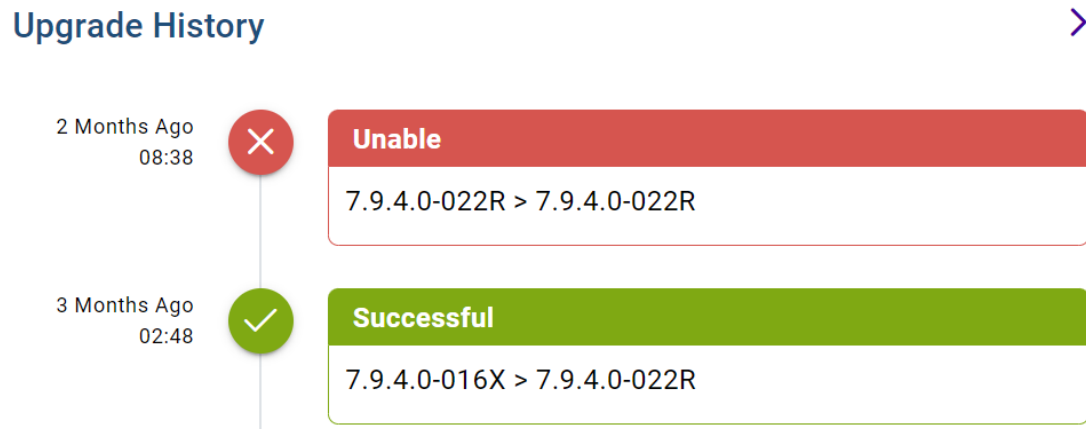 Upgrade History
2 Months Ago
08:38
Unable
7.9.4.0-022R > 7.9.4.0-022R
3 Months Ago
02:48
Successful
7.9.4.0-016X > 7.9.4.0-022R